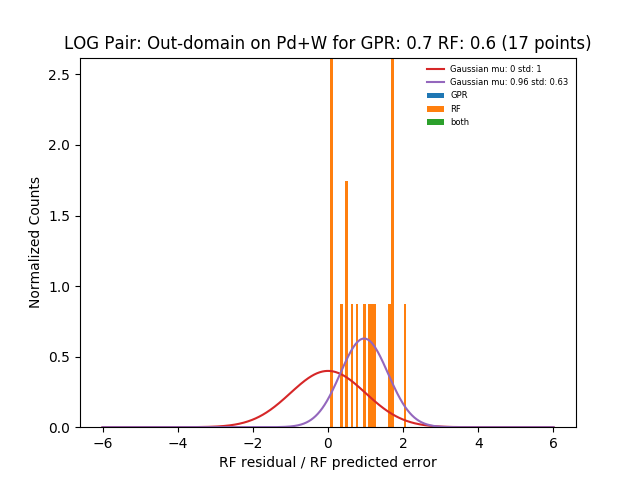 LOG Pair: Out-domain on Pd+W for GPR: 0.7 RF: 0.6 (17 points)
Gaussian mu: 0 std: 1
Gaussian mu: 0.96 std: 0.63
GPR
RF
both
2.5
2.0
1.5
1.0
0.5
0.0
Normalized Counts
−6
−4
−2
0
2
4
6
RF residual / RF predicted error